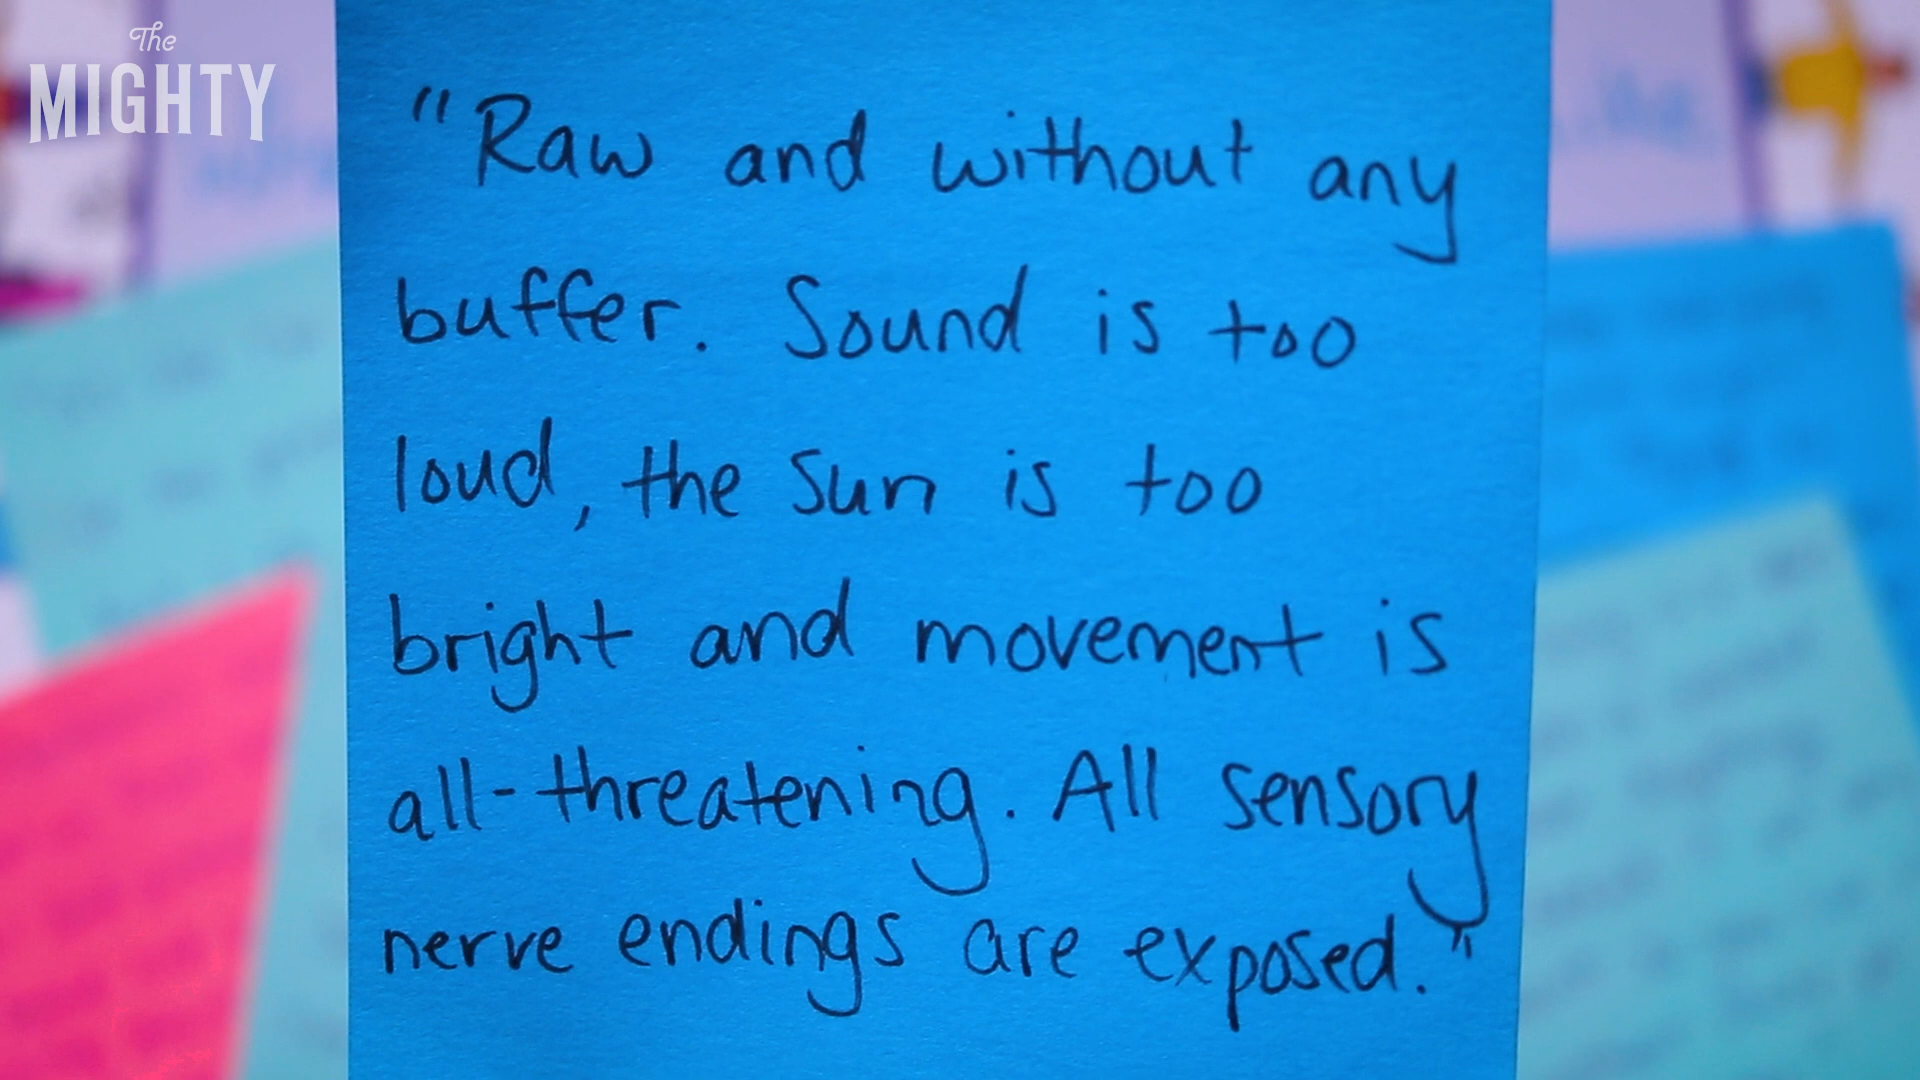 The
MIGHTY
"Raw and without any
buffer. Sound is too
loud, the sun is too
bright and movement is
all-threatening. All sensory
nerve endings are exposed."